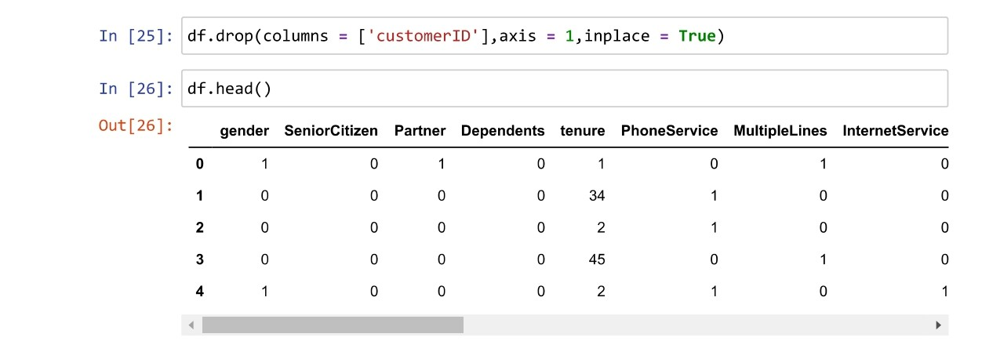 In [25]: df.drop(columns = ['customerID'],axis = 1,inplace = True)
In [26]: df.head()
Out[26]:
gender SeniorCitizen Partner Dependents tenure PhoneService MultipleLines InternetService
0 1 0 1 0 1 0 1 0
1 0 0 0 0 34 1 0 0
2 0 0 0 0 2 1 0 0
3 0 0 0 0 45 0 1 0
4 1 0 0 0 2 1 0 1